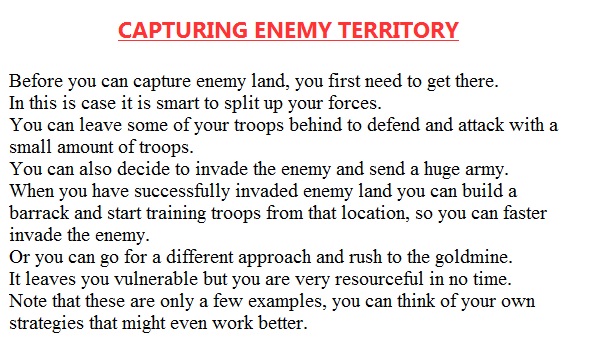 CAPTURING ENEMY TERRITORY
Before you can capture enemy land, you first need to get there.
In this is case it is smart to split up your forces.
You can leave some of your troops behind to defend and attack with a
small amount of troops.
You can also decide to invade the enemy and send a huge army.
When you have successfully invaded enemy land you can build a
barrack and start training troops from that location, so you can faster
invade the enemy.
Or you can go for a different approach and rush to the goldmine.
It leaves you vulnerable but you are very resourceful in no time.
Note that these are only a few examples, you can think of your own
strategies that might even work better.